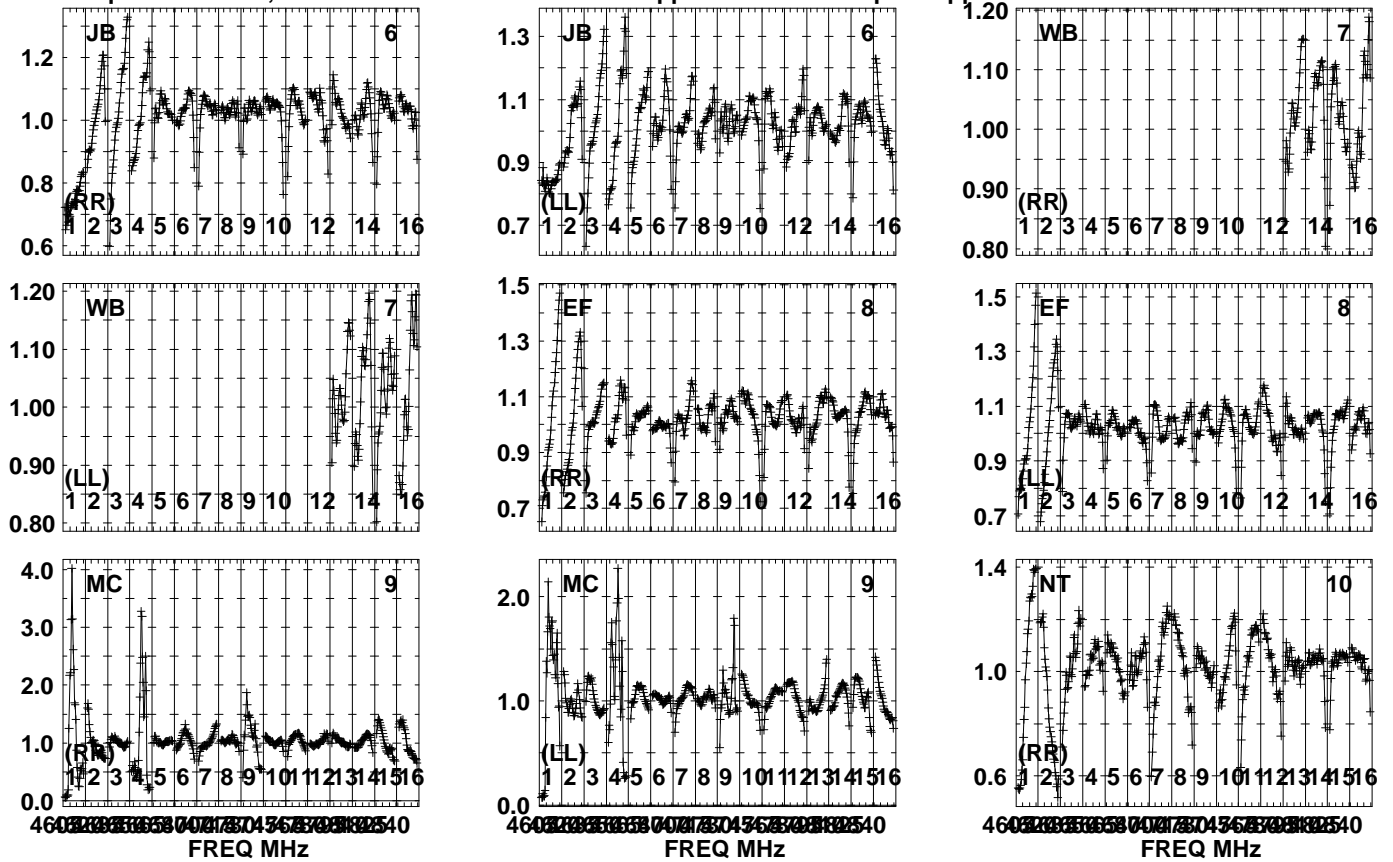 JB 6
1.2
1.0
0.8
0.6
(RR)
1 2 3 4 5 6 7 8 9 10 12 14 16
JB 6
1.3
1.1
0.9
0.7
(LL)
1 2 3 4 5 6 7 8 9 10 12 14 16
WB 7
1.20
1.10
1.00
0.90
0.80
(RR)
1 2 3 4 5 6 7 8 9 10 12 14 16
WB 7
1.20
1.10
1.00
0.90
0.80
(LL)
1 2 3 4 5 6 7 8 9 10 12 14 16
EF 8
1.5
1.3
1.1
0.9
0.7
(RR)
1 2 3 4 5 6 7 8 9 10 12 14 16
EF 8
1.5
1.3
1.1
0.9
0.7
(LL)
1 2 3 4 5 6 7 8 9 10 12 14 16
MC 9
4.0
3.0
2.0
1.0
0.0
(RR)
1 2 3 4 5 6 7 8 9 10 11 12 13 14 15 16
FREQ MHz
MC 9
2.0
1.0
0.0
(LL)
1 2 3 4 5 6 7 8 9 10 11 12 13 14 15 16
FREQ MHz
NT 10
1.4
1.0
0.6
(RR)
1 2 3 4 5 6 7 8 9 10 11 12 13 14 15 16
FREQ MHz